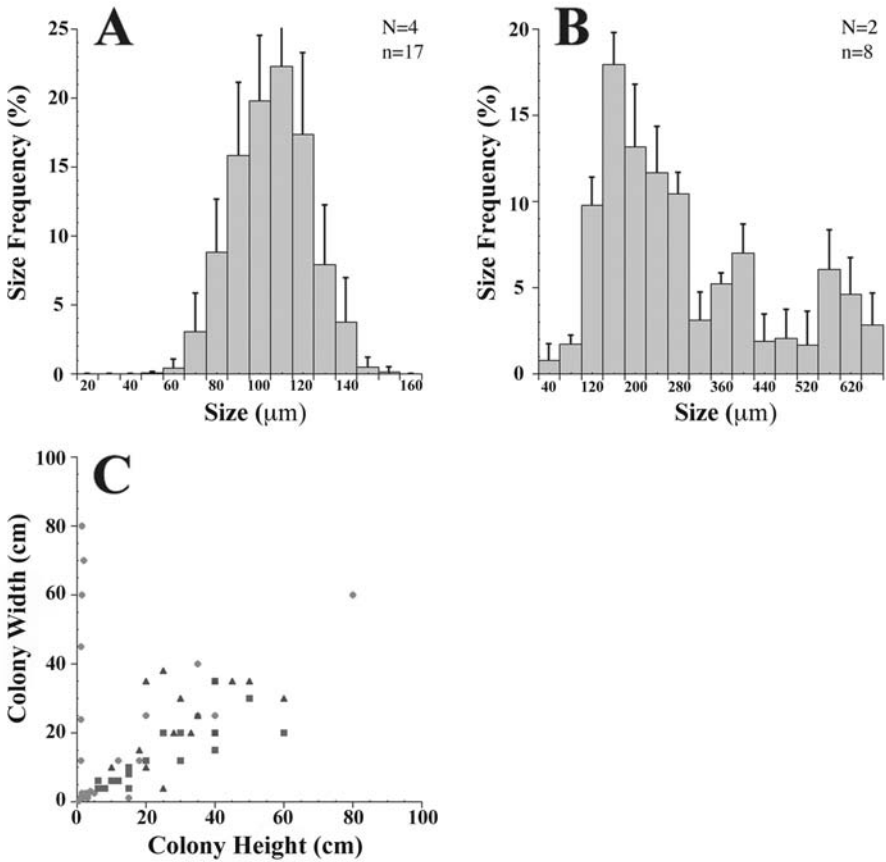 A
N=4
n=17
Size Frequency (%)
25
20
15
10
5
0
20 40 60 80 100 120 140 160
Size (μm)
B
N=2
n=8
Size Frequency (%)
20
15
10
5
0
40 120 200 280 360 440 520 620
Size (μm)
C
Colony Width (cm)
100
80
60
40
20
0
0 20 40 60 80 100
Colony Height (cm)